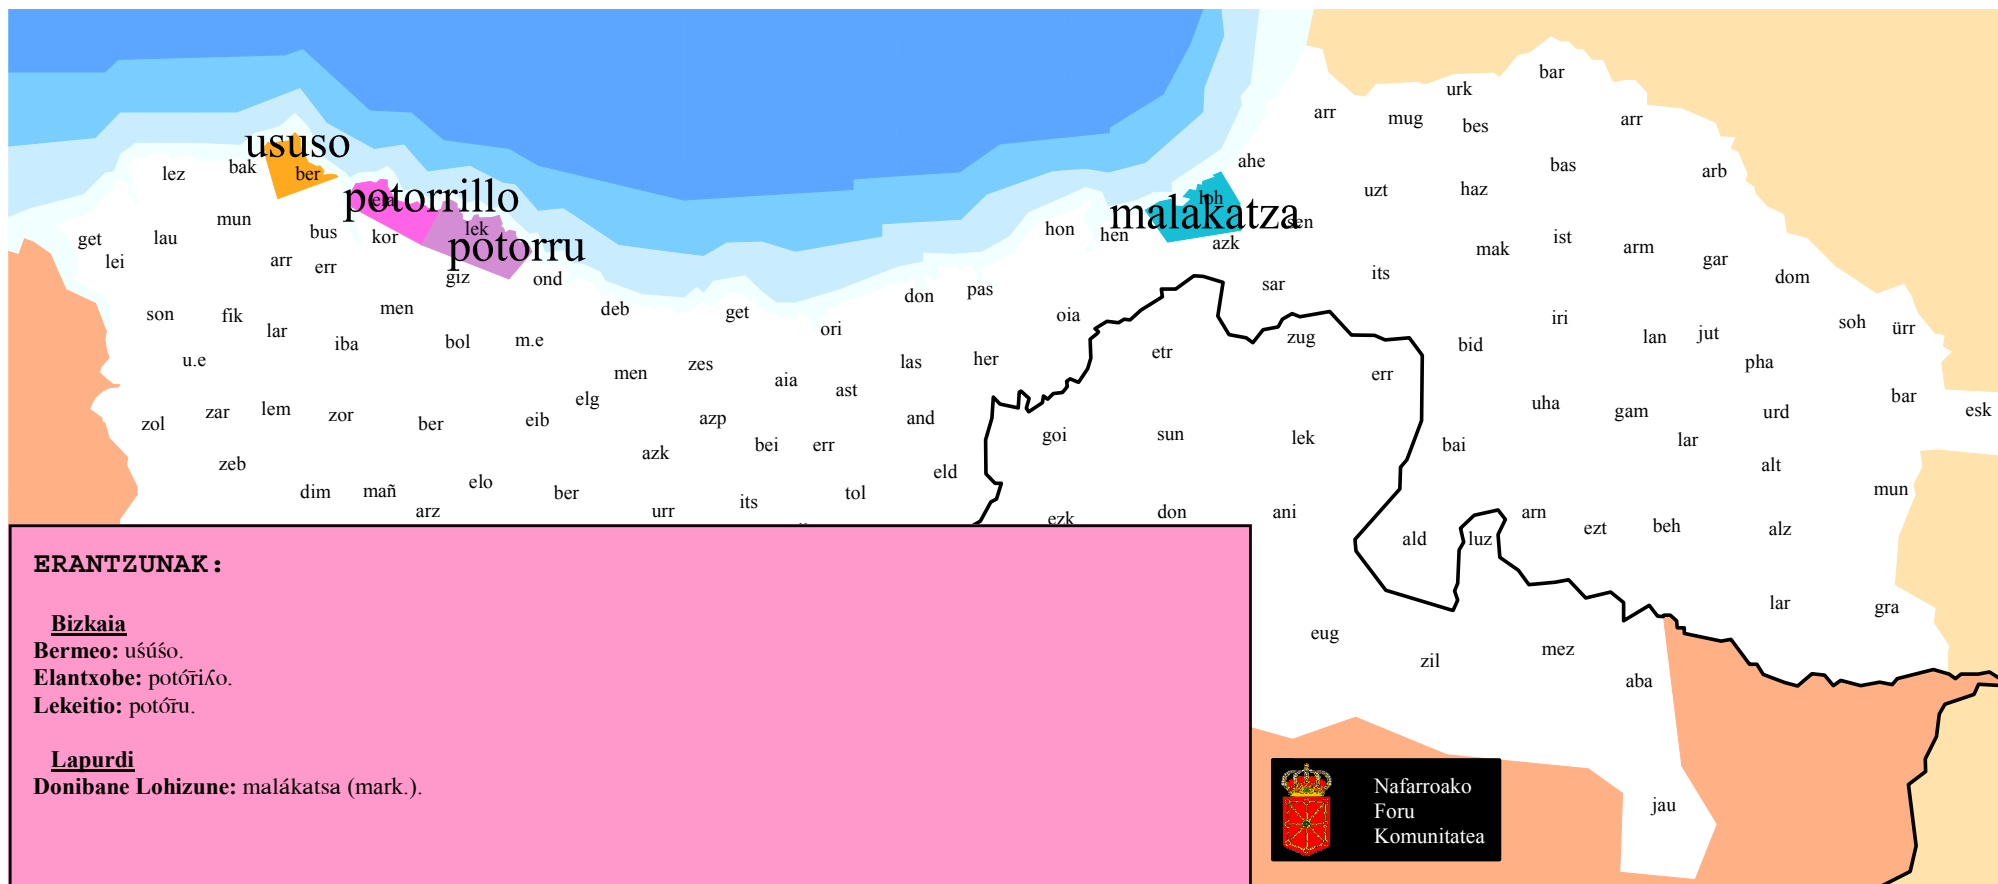 bar
urk
arr
mug
bes
arr
ususo
ahe
lez
bak
ber
bas
arb
potorrillo
uzt
haz
ela
loh
mun
malakatza
sen
get
lau
bus
kor
lek
potorru
hon
hen
azk
mak
ist
arm
gar
lei
arr
err
giz
ond
sar
its
dom
don
pas
son
fik
men
deb
get
ori
oia
iri
soh
ürr
lar
iba
bol
m.e
zug
bid
lan
jut
u.e
zes
las
her
etr
pha
men
aia
ast
err
elg
uha
gam
urd
bar
esk
zol
zar
lem
zor
ber
eib
azp
and
goi
sun
lek
lar
bei
err
bai
azk
alt
zeb
eld
dim
mañ
elo
ber
its
tol
mun
arz
urr
ezk
don
ani
arn
ezt
beh
alz
ald
luz
ERANTZUNAK:
Bizkaia
Bermeo: uśúśo.
Elantxobe: potór̄iʎo.
Lekeitio: potór̄u.
Lapurdi
Donibane Lohizune: malákatsa (mark.).
lar
gra
eug
zil
mez
aba
jau
Nafarroako
Foru
Komunitatea